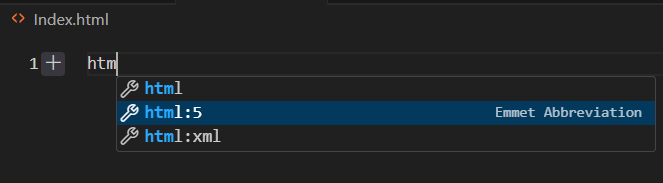 <> Index.html
1 + htm
html
html:5 Emmet Abbreviation
html:xml